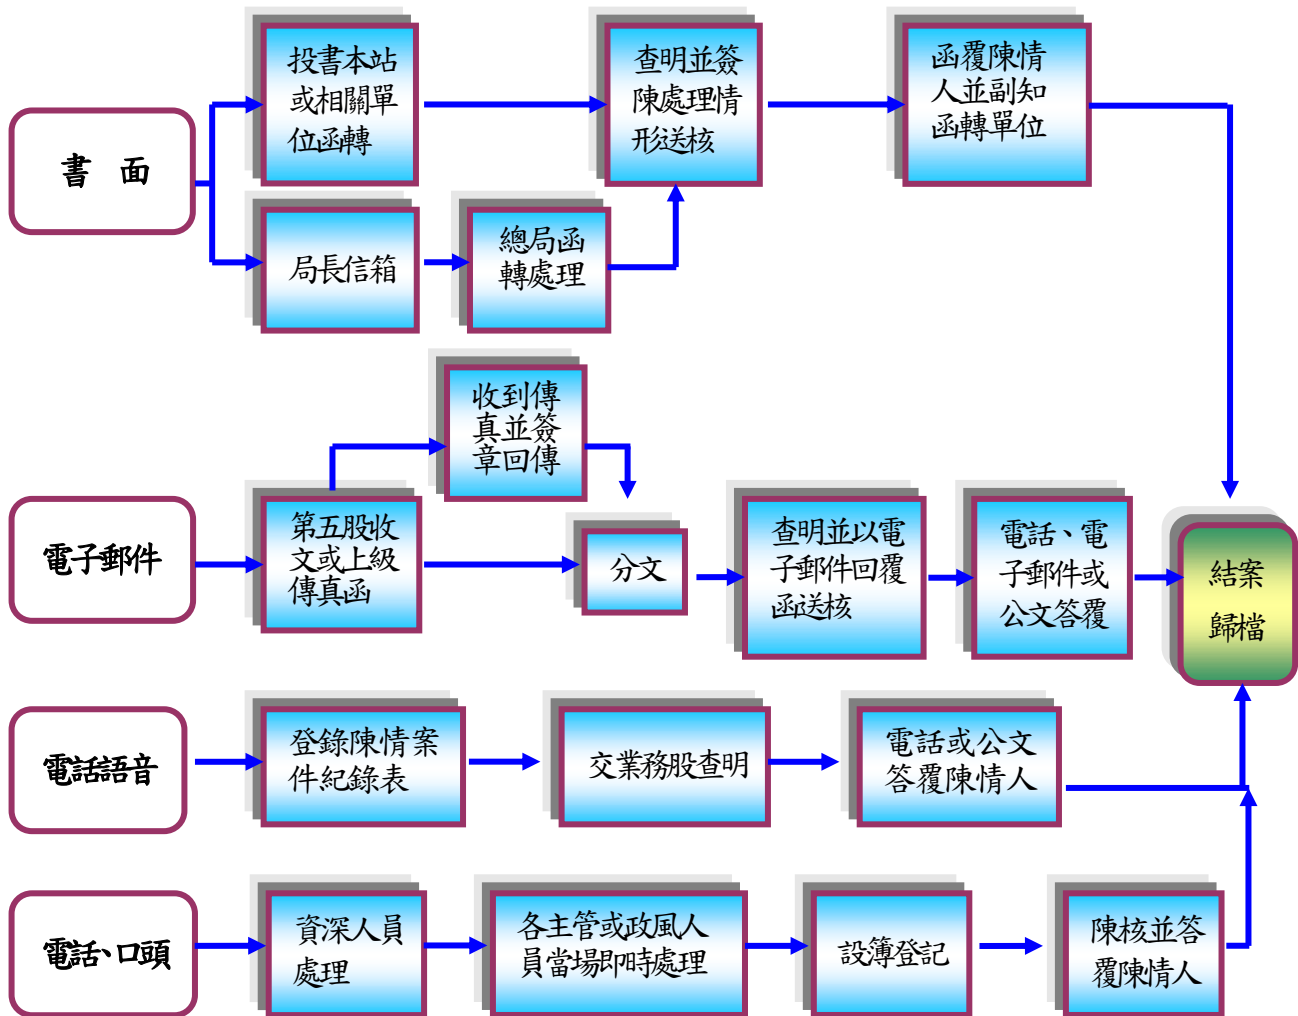 書 面
投書本站
或相關單
位函轉
查明並簽
陳處理情
形送核
函覆陳情
人並副知
函轉單位
局長信箱
總局函
轉處理
電子郵件
第五股收
文或上級
傳真函
收到傳
真並簽
章回傳
分文
查明並以電
子郵件回覆
函送核
電話、電
子郵件或
公文答覆
結案
歸檔
電話語音
登錄陳情案
件紀錄表
交業務股查明
電話或公文
答覆陳情人
電話、口頭
資深人員
處理
各主管或政風人
員當場即時處理
設簿登記
陳核並答
覆陳情人